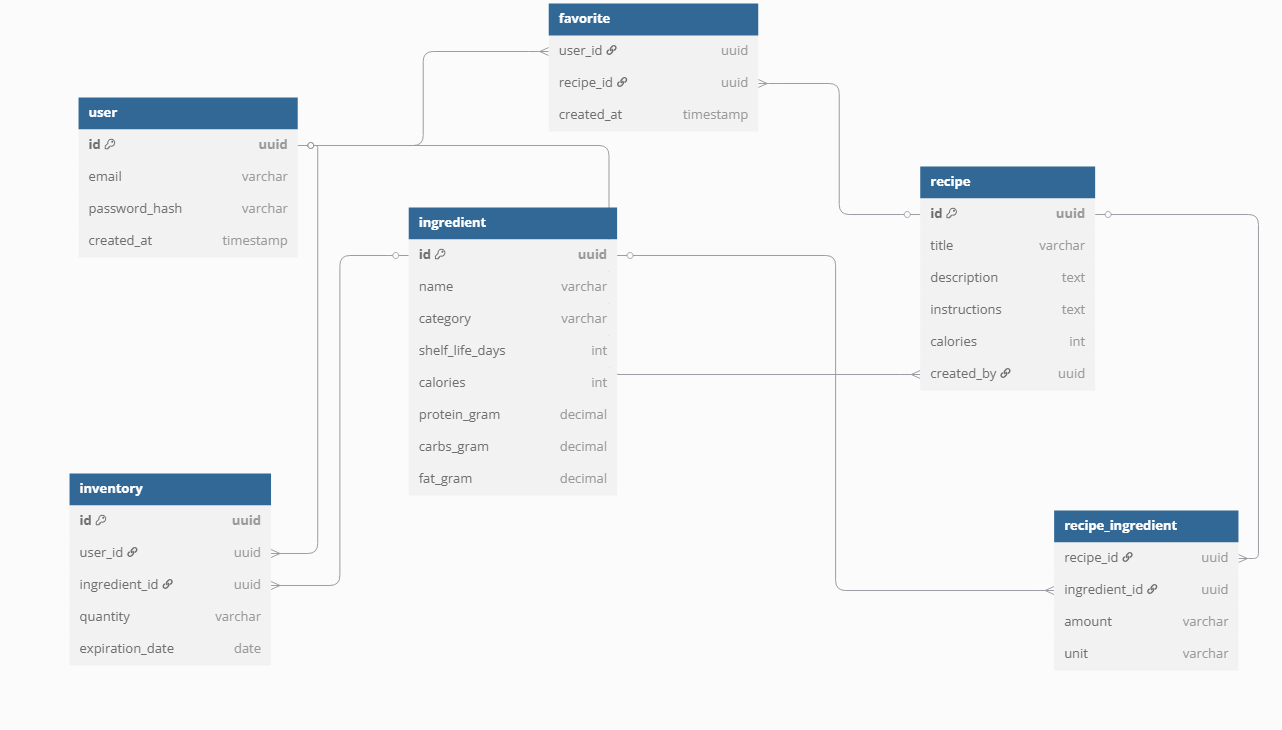 favorite
user_id uuid
recipe_id uuid
created_at timestamp
user
id uuid
email varchar
password_hash varchar
created_at timestamp
ingredient
id uuid
name varchar
category varchar
shelf_life_days int
calories int
protein_gram decimal
carbs_gram decimal
fat_gram decimal
recipe
id uuid
title varchar
description text
instructions text
calories int
created_by uuid
inventory
id uuid
user_id uuid
ingredient_id uuid
quantity varchar
expiration_date date
recipe_ingredient
recipe_id uuid
ingredient_id uuid
amount varchar
unit varchar